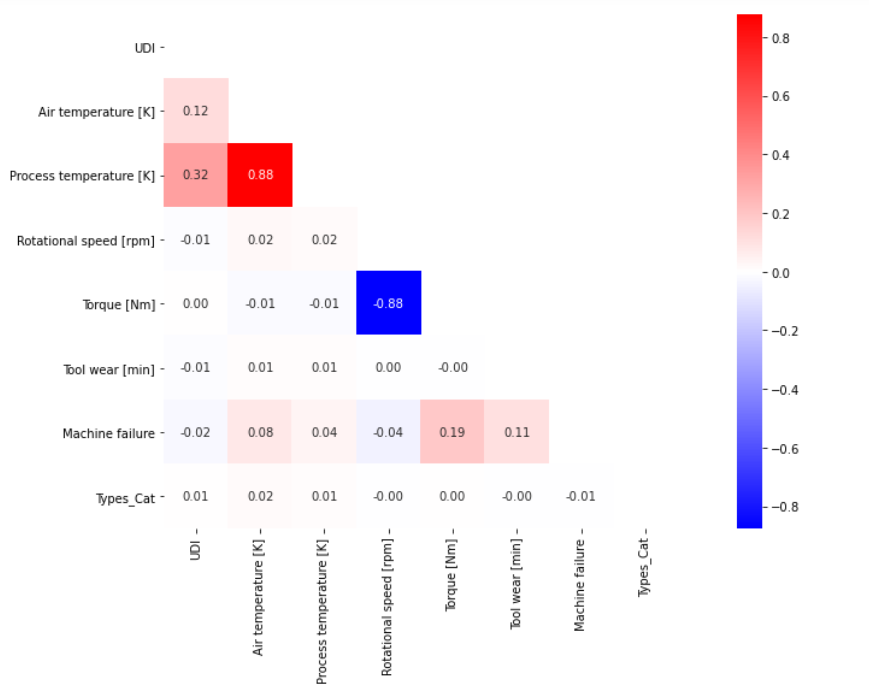 UDI
Air temperature [K] 0.12
Process temperature [K] 0.32 0.88
Rotational speed [rpm] -0.01 0.02 0.02
Torque [Nm] 0.00 -0.01 -0.01 -0.88
Tool wear [min] -0.01 0.01 0.01 0.00 -0.00
Machine failure -0.02 0.08 0.04 -0.04 0.19 0.11
Types_Cat 0.01 0.02 0.01 -0.00 0.00 -0.00 -0.01
UDI
Air temperature [K]
Process temperature [K]
Rotational speed [rpm]
Torque [Nm]
Tool wear [min]
Machine failure
Types_Cat
0.8
0.6
0.4
0.2
0.0
-0.2
-0.4
-0.6
-0.8